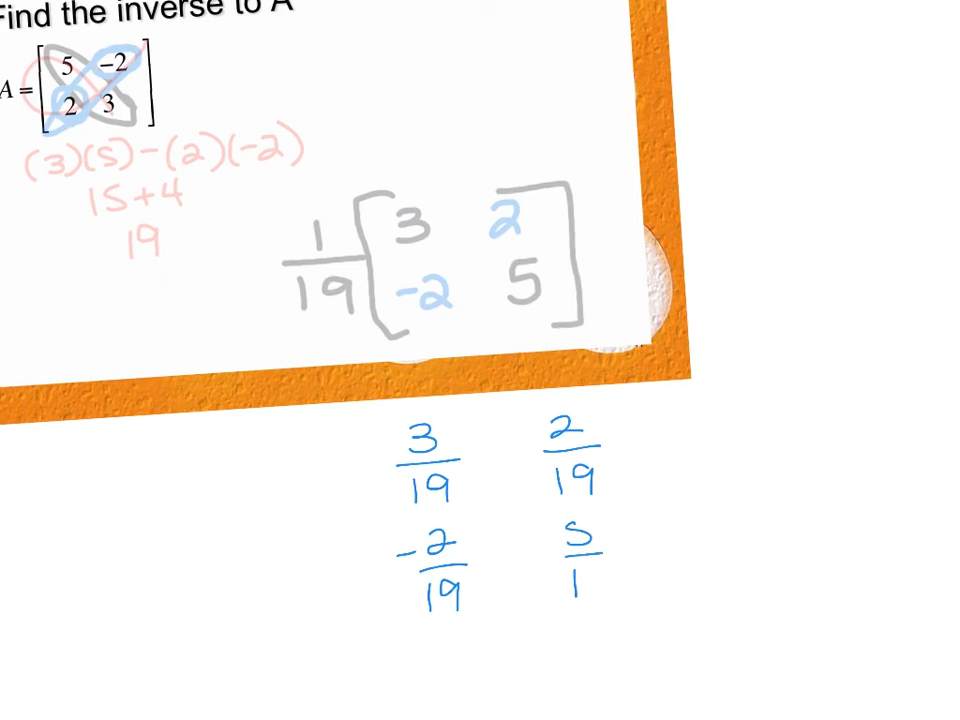 Find the inverse to A
A = [ 5 -2
2 3 ]
(3)(5) - (2)(-2)
15 + 4
19
1/19 [ 3 2
-2 5 ]
3/19 2/19
-2/19 5/1